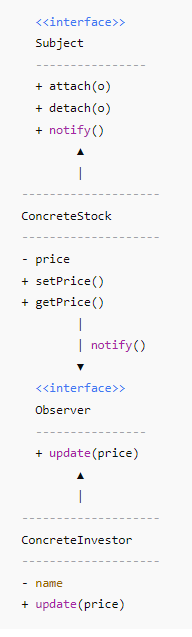 <<interface>>
Subject
----------------
+ attach(o)
+ detach(o)
+ notify()
▲
|
--------------------
ConcreteStock
--------------------
- price
+ setPrice()
+ getPrice()
|
| notify()
▼
<<interface>>
Observer
----------------
+ update(price)
▲
|
--------------------
ConcreteInvestor
--------------------
- name
+ update(price)